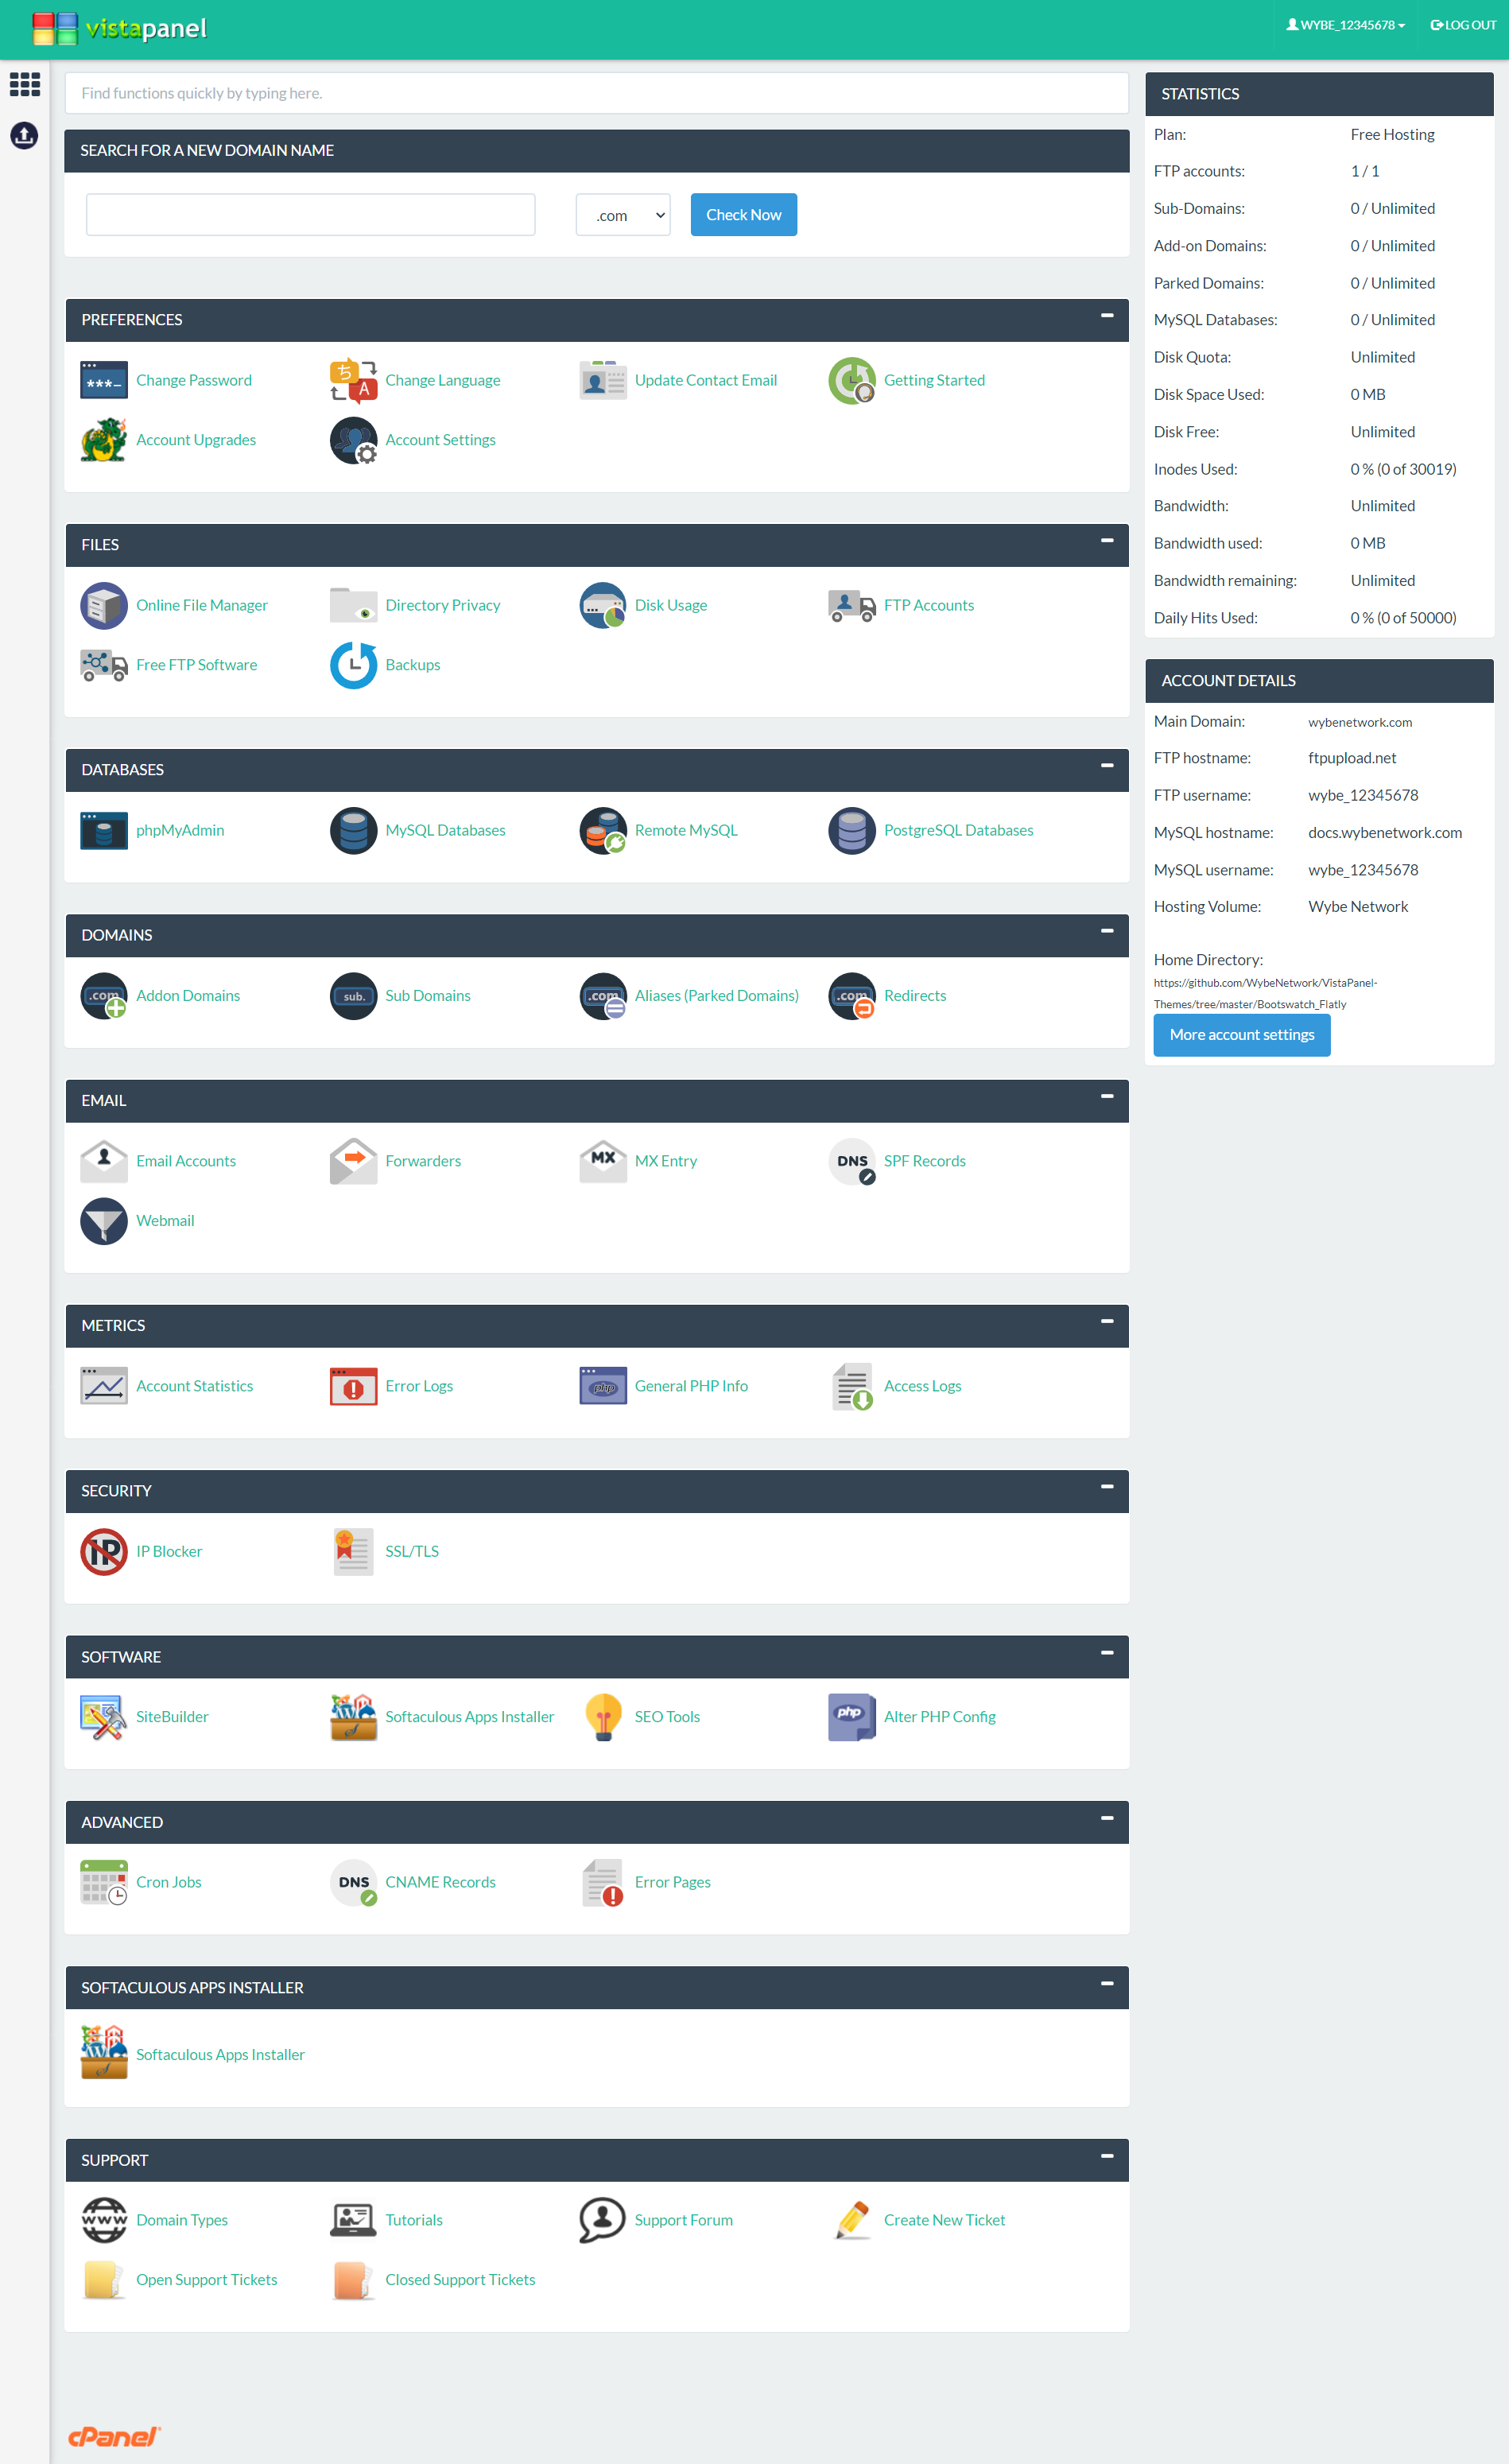 vistapanel
WYBE_12345678
LOG OUT
Find functions quickly by typing here.
SEARCH FOR A NEW DOMAIN NAME
.com
Check Now
PREFERENCES
Change Password
Change Language
Update Contact Email
Getting Started
Account Upgrades
Account Settings
FILES
Online File Manager
Directory Privacy
Disk Usage
FTP Accounts
Free FTP Software
Backups
DATABASES
phpMyAdmin
MySQL Databases
Remote MySQL
PostgreSQL Databases
DOMAINS
.com
Addon Domains
sub.
Sub Domains
.com
Aliases (Parked Domains)
.com
Redirects
EMAIL
Email Accounts
Forwarders
MX
MX Entry
DNS
SPF Records
Webmail
METRICS
Account Statistics
Error Logs
php
General PHP Info
Access Logs
SECURITY
IP
IP Blocker
SSL/TLS
SOFTWARE
SiteBuilder
Softaculous Apps Installer
SEO Tools
php
Alter PHP Config
ADVANCED
Cron Jobs
DNS
CNAME Records
Error Pages
SOFTACULOUS APPS INSTALLER
Softaculous Apps Installer
SUPPORT
www
Domain Types
Tutorials
Support Forum
Create New Ticket
Open Support Tickets
Closed Support Tickets
cPanel
STATISTICS
Plan: Free Hosting
FTP accounts: 1 / 1
Sub-Domains: 0 / Unlimited
Add-on Domains: 0 / Unlimited
Parked Domains: 0 / Unlimited
MySQL Databases: 0 / Unlimited
Disk Quota: Unlimited
Disk Space Used: 0 MB
Disk Free: Unlimited
Inodes Used: 0 % (0 of 30019)
Bandwidth: Unlimited
Bandwidth used: 0 MB
Bandwidth remaining: Unlimited
Daily Hits Used: 0 % (0 of 50000)
ACCOUNT DETAILS
Main Domain: wybenetwork.com
FTP hostname: ftpupload.net
FTP username: wybe_12345678
MySQL hostname: docs.wybenetwork.com
MySQL username: wybe_12345678
Hosting Volume: Wybe Network
Home Directory:
https://github.com/WybeNetwork/VistaPanel-
Themes/tree/master/Bootswatch_Flatly
More account settings